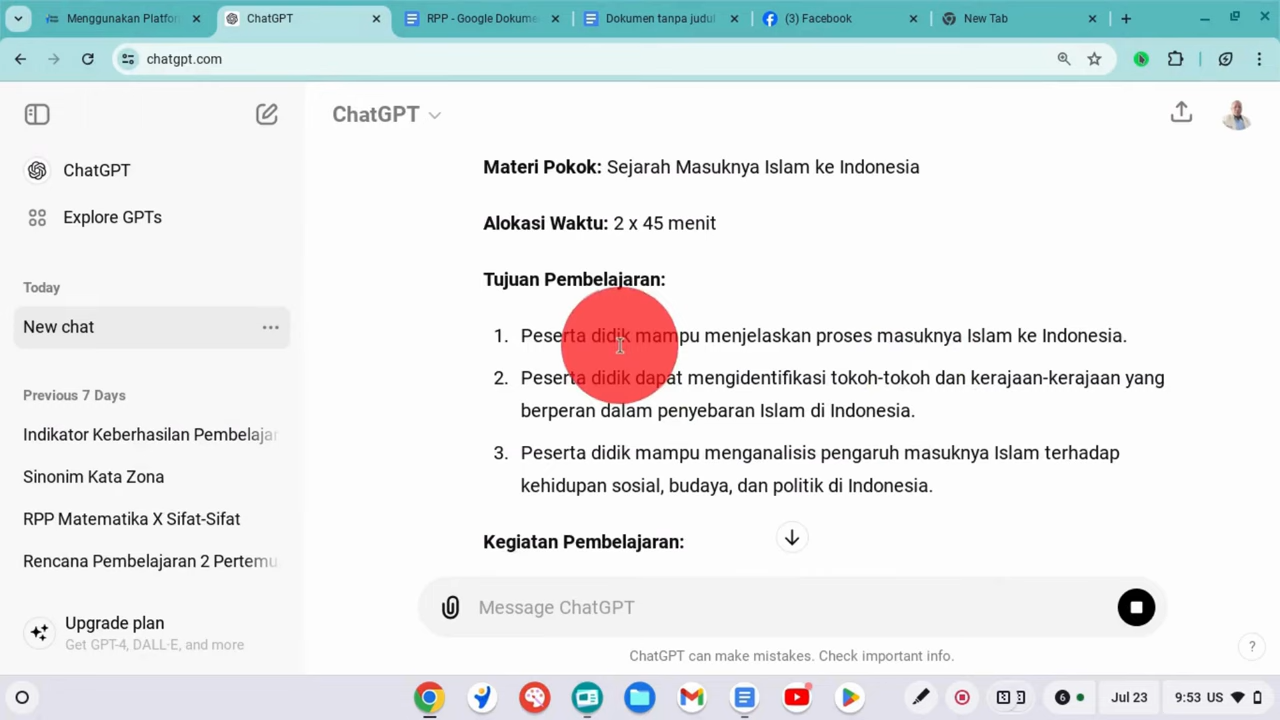 Menggunakan Platfor
ChatGPT
RPP - Google Dokume
Dokumen tanpa judul
(3) Facebook
New Tab
chatgpt.com
ChatGPT
ChatGPT
Explore GPTs
Today
New chat
Previous 7 Days
Indikator Keberhasilan Pembelajar
Sinonim Kata Zona
RPP Matematika X Sifat-Sifat
Rencana Pembelajaran 2 Pertemu
Upgrade plan
Get GPT-4, DALL·E, and more
Materi Pokok: Sejarah Masuknya Islam ke Indonesia
Alokasi Waktu: 2 x 45 menit
Tujuan Pembelajaran:
1. Peserta didik mampu menjelaskan proses masuknya Islam ke Indonesia.
2. Peserta didik dapat mengidentifikasi tokoh-tokoh dan kerajaan-kerajaan yang
berperan dalam penyebaran Islam di Indonesia.
3. Peserta didik mampu menganalisis pengaruh masuknya Islam terhadap
kehidupan sosial, budaya, dan politik di Indonesia.
Kegiatan Pembelajaran:
Message ChatGPT
ChatGPT can make mistakes. Check important info.
?
6
Jul 23
9:53 US